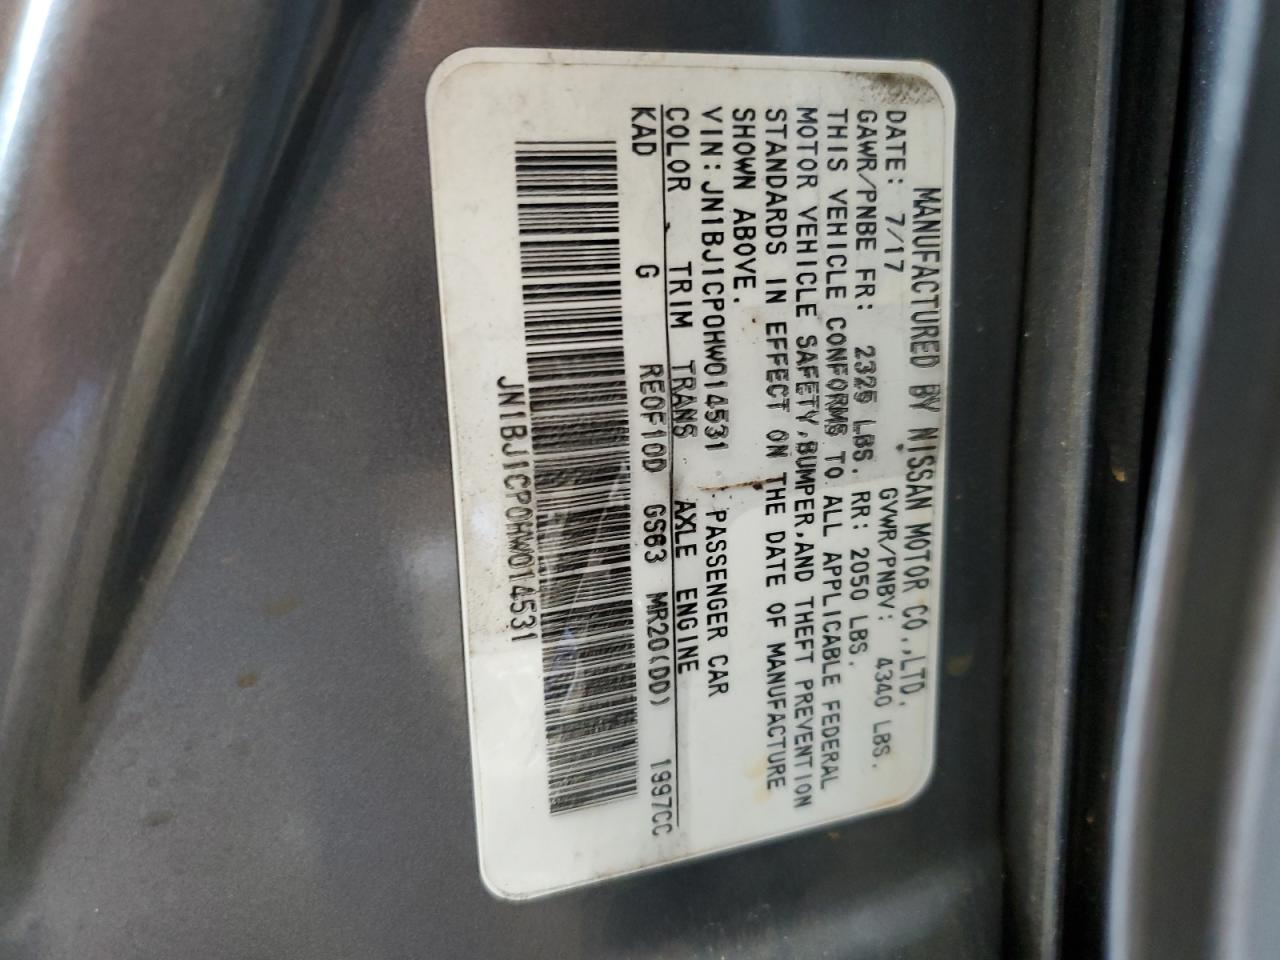 MANUFACTURED BY NISSAN MOTOR CO.,LTD.
DATE: 7/17 GVWR/PNBV: 4340 LBS.
GAWR/PNBE FR: 2325 LBS. RR: 2050 LBS.
THIS VEHICLE CONFORMS TO ALL APPLICABLE FEDERAL
MOTOR VEHICLE SAFETY,BUMPER,AND THEFT PREVENTION
STANDARDS IN EFFECT ON THE DATE OF MANUFACTURE
SHOWN ABOVE.
VIN:JN1BJ1CP0HW014531 PASSENGER CAR
COLOR TRIM TRANS AXLE ENGINE
KAD G RE0F10D GS63 MR20(DD) 1997CC
JN1BJ1CP0HW014531